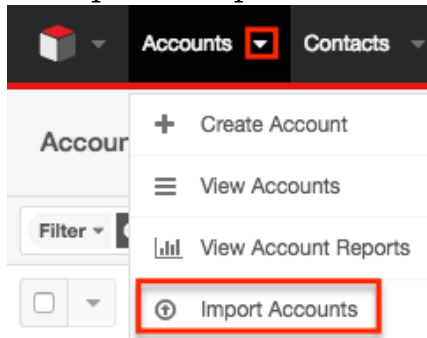 Accounts Contacts
Create Account
Accour
View Accounts
Filter
View Account Reports
Import Accounts